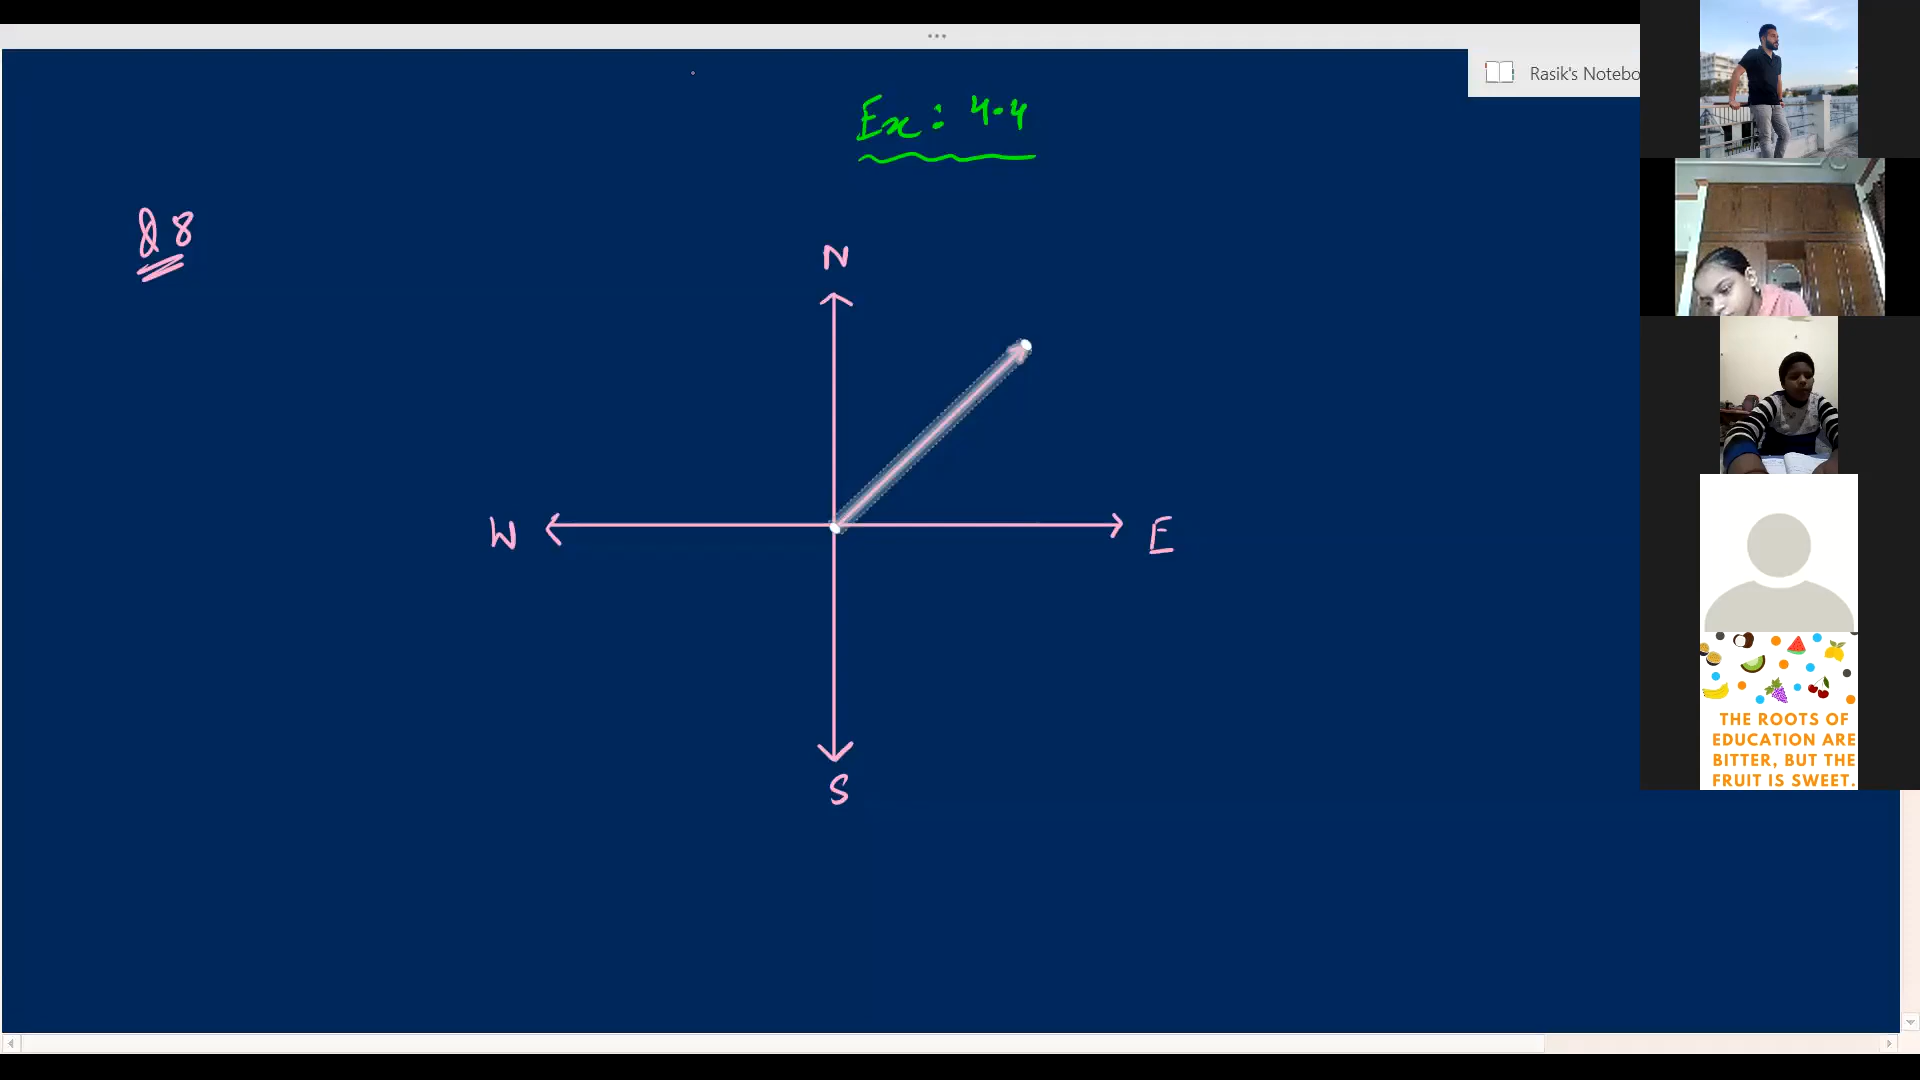 Rasik's Notebo
Ex: 4.4
Q 8
N
W
E
S
THE ROOTS OF
EDUCATION ARE
BITTER, BUT THE
FRUIT IS SWEET.